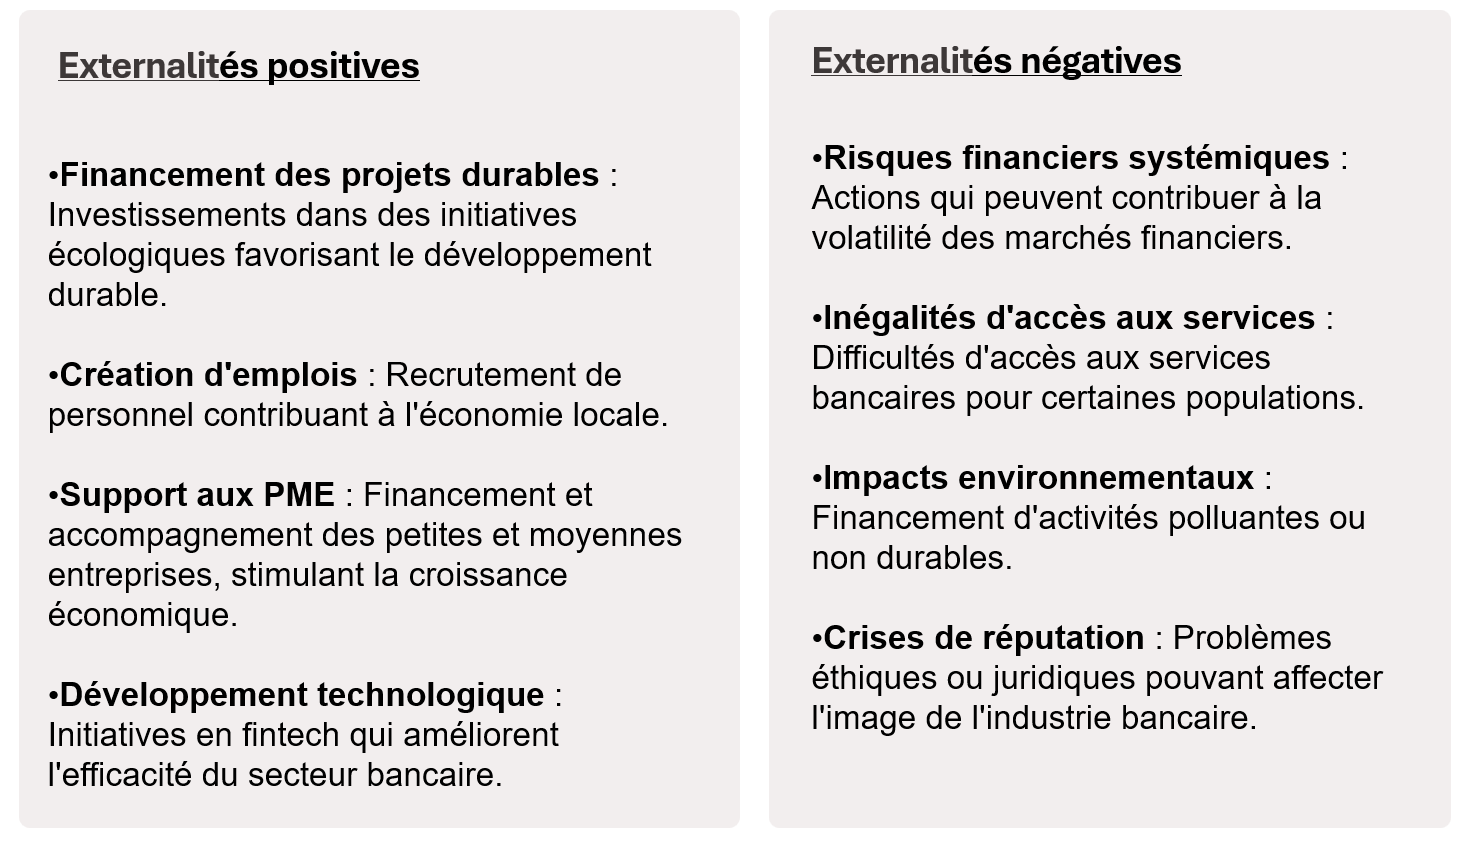 Externalités positives
•Financement des projets durables :
Investissements dans des initiatives
écologiques favorisant le développement
durable.
•Création d'emplois : Recrutement de
personnel contribuant à l'économie locale.
•Support aux PME : Financement et
accompagnement des petites et moyennes
entreprises, stimulant la croissance
économique.
•Développement technologique :
Initiatives en fintech qui améliorent
l'efficacité du secteur bancaire.
Externalités négatives
•Risques financiers systémiques :
Actions qui peuvent contribuer à la
volatilité des marchés financiers.
•Inégalités d'accès aux services :
Difficultés d'accès aux services
bancaires pour certaines populations.
•Impacts environnementaux :
Financement d'activités polluantes ou
non durables.
•Crises de réputation : Problèmes
éthiques ou juridiques pouvant affecter
l'image de l'industrie bancaire.